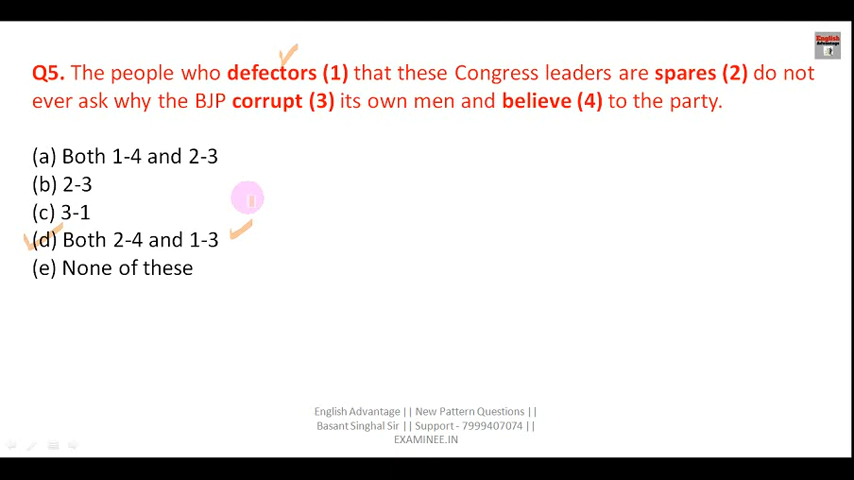 English
Advantage
Q5. The people who defectors (1) that these Congress leaders are spares (2) do not
ever ask why the BJP corrupt (3) its own men and believe (4) to the party.
(a) Both 1-4 and 2-3
(b) 2-3
(c) 3-1
(d) Both 2-4 and 1-3
(e) None of these
English Advantage || New Pattern Questions ||
Basant Singhal Sir || Support - 7999407074 ||
EXAMINEE.IN